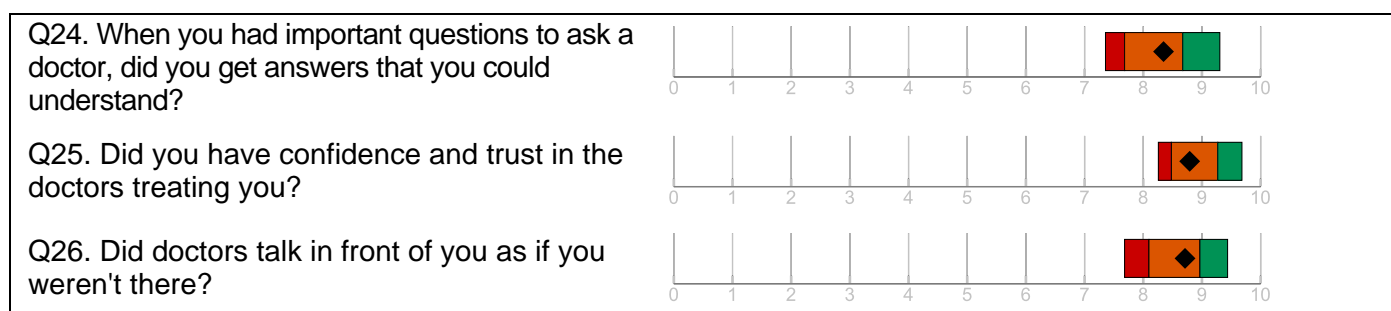 Q24. When you had important questions to ask a
doctor, did you get answers that you could
understand?
0 1 2 3 4 5 6 7 8 9 10
Q25. Did you have confidence and trust in the
doctors treating you?
0 1 2 3 4 5 6 7 8 9 10
Q26. Did doctors talk in front of you as if you
weren't there?
0 1 2 3 4 5 6 7 8 9 10